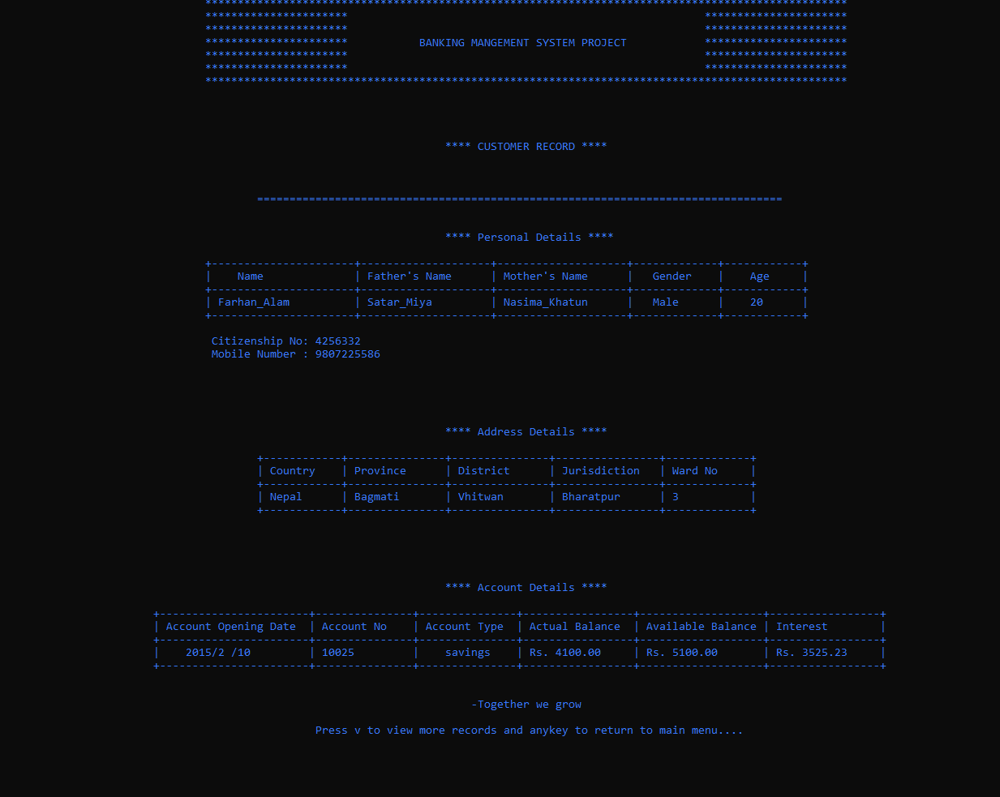 ***************************************************************************************************
**********************                                                       **********************
**********************                                                       **********************
**********************           BANKING MANGEMENT SYSTEM PROJECT            **********************
**********************                                                       **********************
**********************                                                       **********************
***************************************************************************************************
**** CUSTOMER RECORD ****
=================================================================================
**** Personal Details ****
+----------------------+--------------------+--------------------+-------------+------------+
|    Name              | Father's Name      | Mother's Name      |   Gender    |    Age     |
+----------------------+--------------------+--------------------+-------------+------------+
| Farhan_Alam          | Satar_Miya         | Nasima_Khatun      |   Male      |    20      |
+----------------------+--------------------+--------------------+-------------+------------+
Citizenship No: 4256332
Mobile Number : 9807225586
**** Address Details ****
+------------+---------------+---------------+----------------+-------------+
| Country    | Province      | District      | Jurisdiction   | Ward No     |
+------------+---------------+---------------+----------------+-------------+
| Nepal      | Bagmati       | Vhitwan       | Bharatpur      | 3           |
+------------+---------------+---------------+----------------+-------------+
**** Account Details ****
+-----------------------+---------------+---------------+-----------------+-------------------+-----------------+
| Account Opening Date  | Account No    | Account Type  | Actual Balance  | Available Balance | Interest        |
+-----------------------+---------------+---------------+-----------------+-------------------+-----------------+
|    2015/2 /10         | 10025         |    savings    | Rs. 4100.00     | Rs. 5100.00       | Rs. 3525.23     |
+-----------------------+---------------+---------------+-----------------+-------------------+-----------------+
-Together we grow
Press v to view more records and anykey to return to main menu....